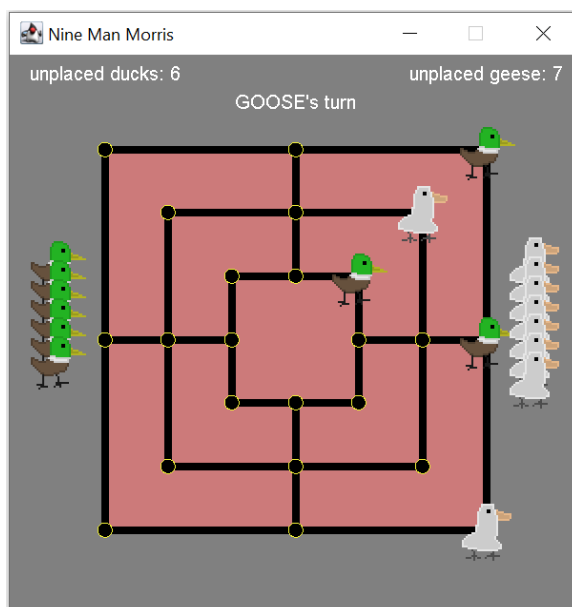 Nine Man Morris
unplaced ducks: 6
unplaced geese: 7
GOOSE's turn